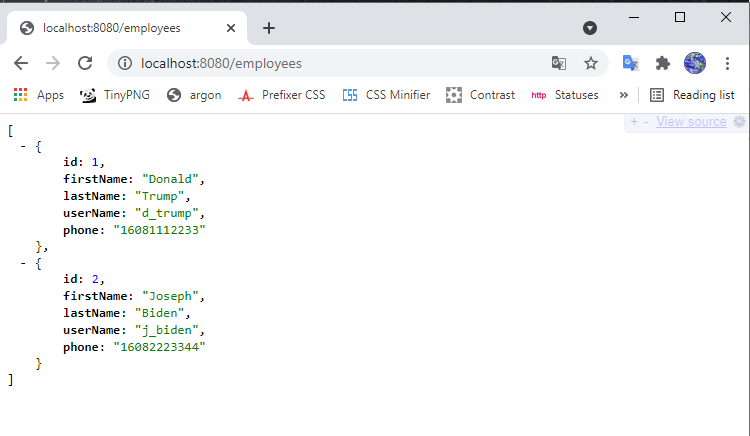 localhost:8080/employees
localhost:8080/employees
Apps TinyPNG argon Prefixer CSS CSS Minifier Contrast http Statuses » Reading list
+ - View source
[
- {
id: 1,
firstName: "Donald",
lastName: "Trump",
userName: "d_trump",
phone: "16081112233"
},
- {
id: 2,
firstName: "Joseph",
lastName: "Biden",
userName: "j_biden",
phone: "16082223344"
}
]